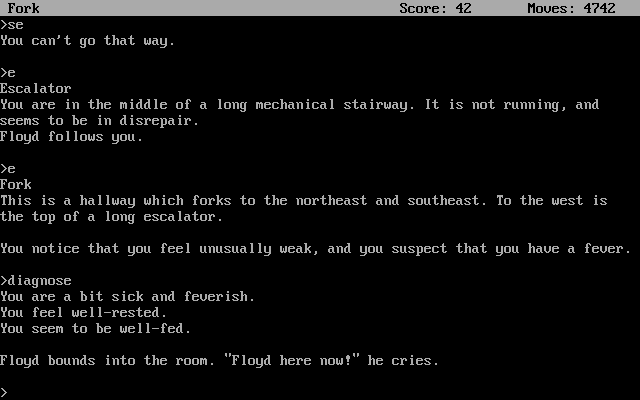 Fork Score: 42 Moves: 4742
>se
You can't go that way.
>e
Escalator
You are in the middle of a long mechanical stairway. It is not running, and
seems to be in disrepair.
Floyd follows you.
>e
Fork
This is a hallway which forks to the northeast and southeast. To the west is
the top of a long escalator.
You notice that you feel unusually weak, and you suspect that you have a fever.
>diagnose
You are a bit sick and feverish.
You feel well-rested.
You seem to be well-fed.
Floyd bounds into the room. "Floyd here now!" he cries.
>